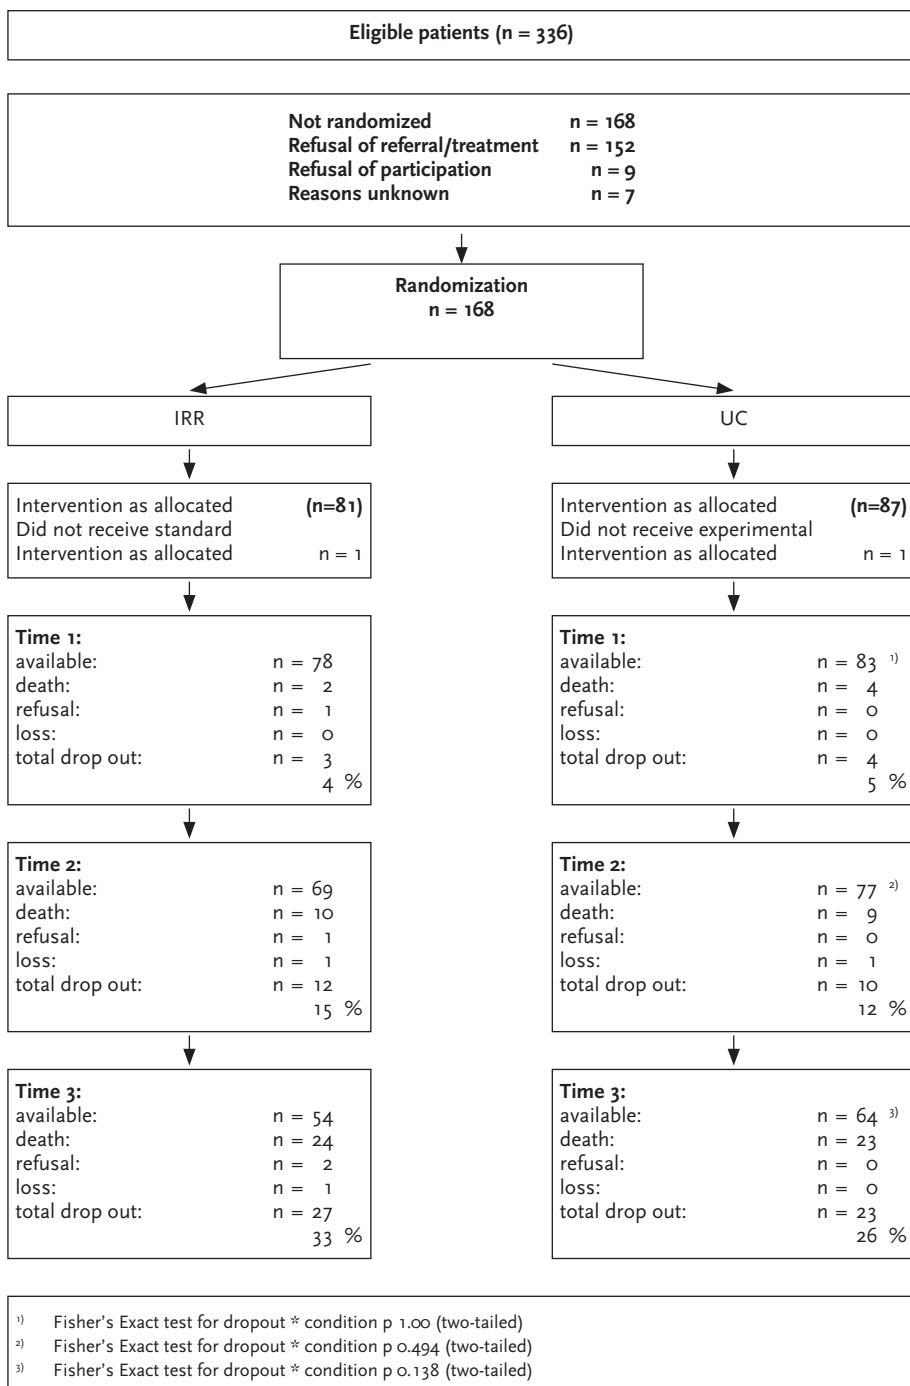 Eligible patients (n = 336)
Not randomized n = 168
Refusal of referral/treatment n = 152
Refusal of participation n = 9
Reasons unknown n = 7
Randomization
n = 168
IRR
Intervention as allocated (n=81)
Did not receive standard
Intervention as allocated n = 1
Time 1:
available: n = 78
death: n = 2
refusal: n = 1
loss: n = 0
total drop out: n = 3
4 %
Time 2:
available: n = 69
death: n = 10
refusal: n = 1
loss: n = 1
total drop out: n = 12
15 %
Time 3:
available: n = 54
death: n = 24
refusal: n = 2
loss: n = 1
total drop out: n = 27
33 %
UC
Intervention as allocated (n=87)
Did not receive experimental
Intervention as allocated n = 1
Time 1:
available: n = 83 1)
death: n = 4
refusal: n = 0
loss: n = 0
total drop out: n = 4
5 %
Time 2:
available: n = 77 2)
death: n = 9
refusal: n = 0
loss: n = 1
total drop out: n = 10
12 %
Time 3:
available: n = 64 3)
death: n = 23
refusal: n = 0
loss: n = 0
total drop out: n = 23
26 %
1) Fisher's Exact test for dropout * condition p 1.00 (two-tailed)
2) Fisher's Exact test for dropout * condition p 0.494 (two-tailed)
3) Fisher's Exact test for dropout * condition p 0.138 (two-tailed)